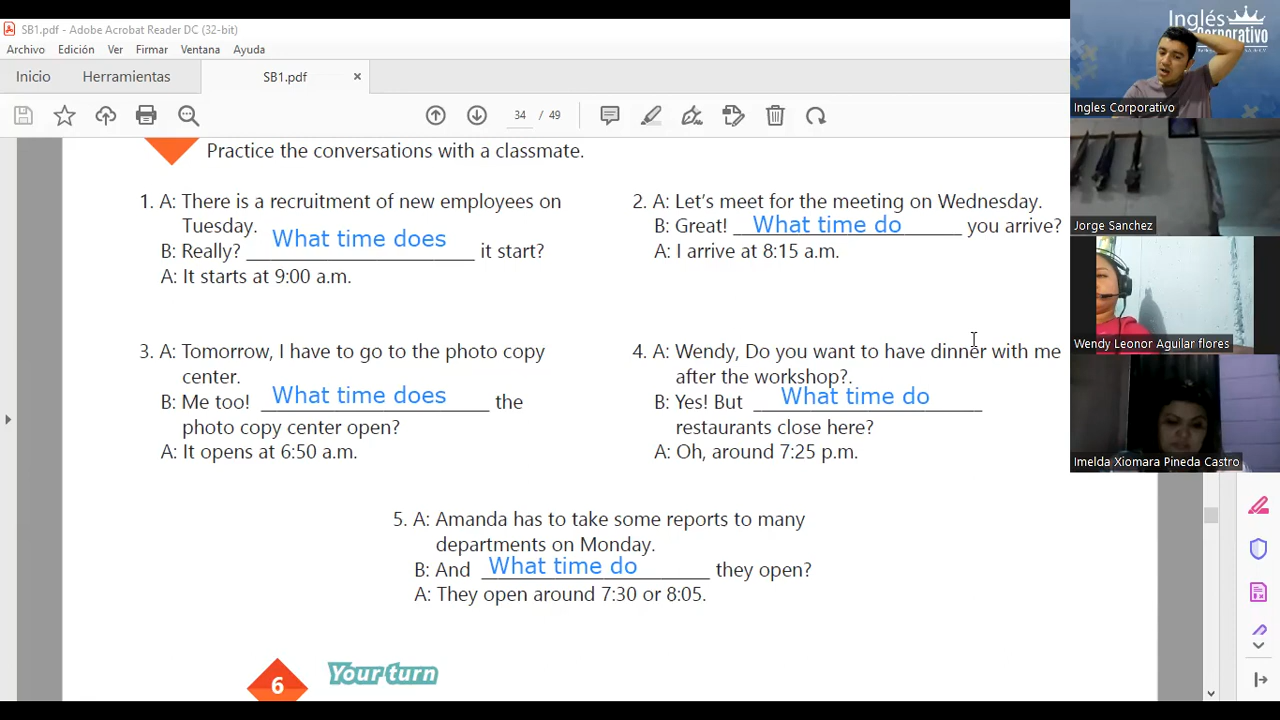 SB1.pdf - Adobe Acrobat Reader DC (32-bit)
Archivo Edición Ver Firmar Ventana Ayuda
Inicio Herramientas SB1.pdf ×
34 / 49
Practice the conversations with a classmate.
1. A: There is a recruitment of new employees on
Tuesday.
B: Really? What time does it start?
A: It starts at 9:00 a.m.
2. A: Let's meet for the meeting on Wednesday.
B: Great! What time do you arrive?
A: I arrive at 8:15 a.m.
3. A: Tomorrow, I have to go to the photo copy
center.
B: Me too! What time does the
photo copy center open?
A: It opens at 6:50 a.m.
4. A: Wendy, Do you want to have dinner with me
after the workshop?.
B: Yes! But What time do
restaurants close here?
A: Oh, around 7:25 p.m.
5. A: Amanda has to take some reports to many
departments on Monday.
B: And What time do they open?
A: They open around 7:30 or 8:05.
6 Your turn
Inglés
Corporativo
Ingles Corporativo
Jorge Sanchez
Wendy Leonor Aguilar flores
Imelda Xiomara Pineda Castro